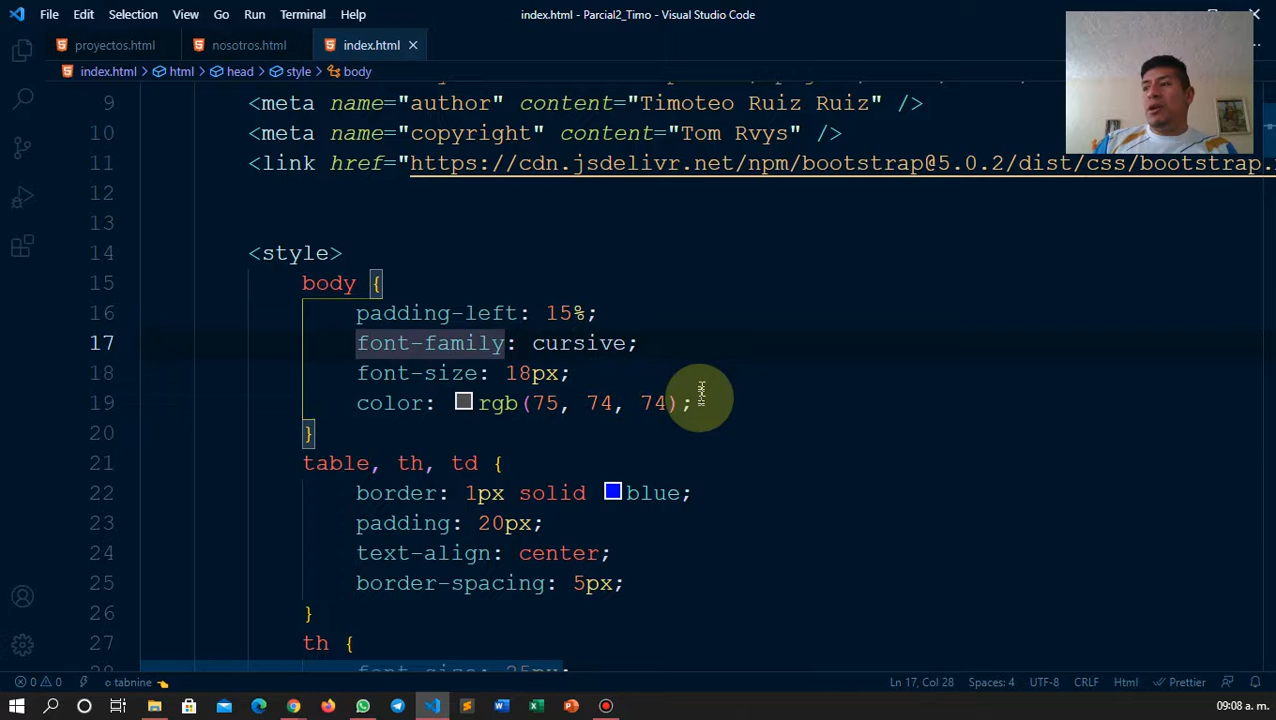 File Edit Selection View Go Run Terminal Help index.html - Parcial2_Timo - Visual Studio Code
proyectos.html nosotros.html index.html
index.html > html > head > style > body
9 <meta name="author" content="Timoteo Ruiz Ruiz" />
10 <meta name="copyright" content="Tom Rvys" />
11 <link href="https://cdn.jsdelivr.net/npm/bootstrap@5.0.2/dist/css/bootstrap.
12
13
14 <style>
15 body {
16 padding-left: 15%;
17 font-family: cursive;
18 font-size: 18px;
19 color: rgb(75, 74, 74);
20 }
21 table, th, td {
22 border: 1px solid blue;
23 padding: 20px;
24 text-align: center;
25 border-spacing: 5px;
26 }
27 th {
28 font-size: 25px;
0 0 tabnine Ln 17, Col 28 Spaces: 4 UTF-8 CRLF Html Prettier
09:08 a. m.